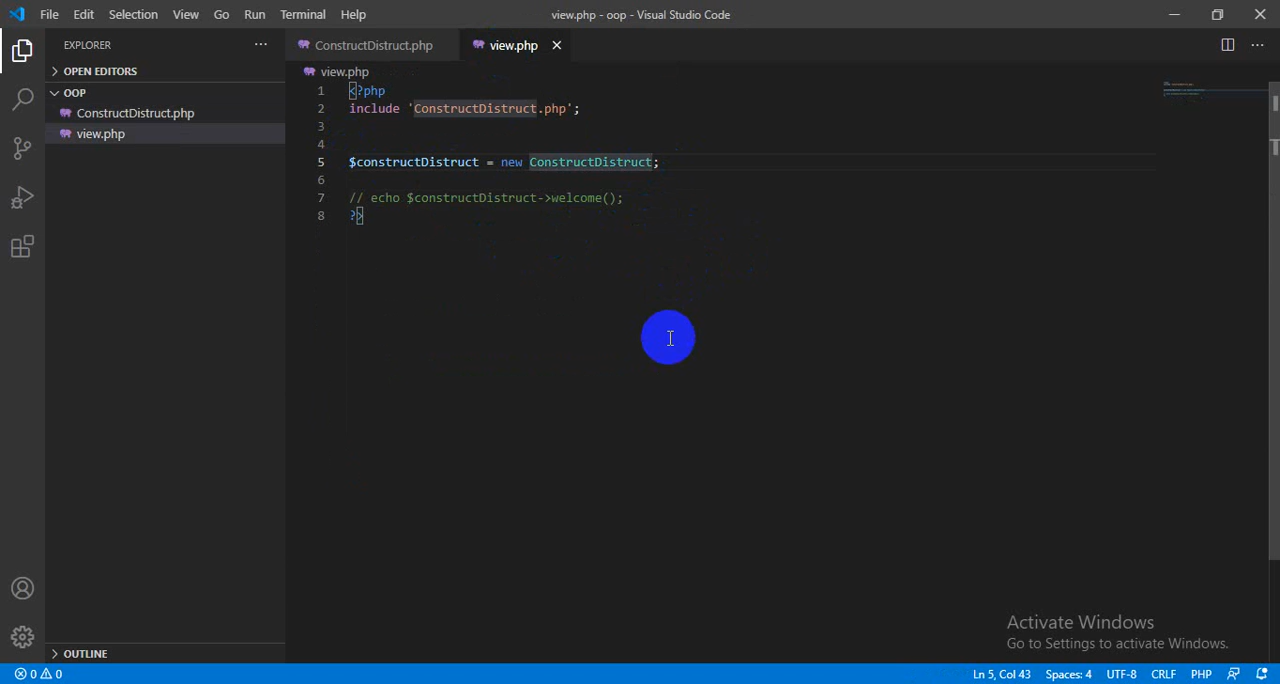 File Edit Selection View Go Run Terminal Help
view.php - oop - Visual Studio Code
EXPLORER
ConstructDistruct.php
view.php
OPEN EDITORS
view.php
OOP
ConstructDistruct.php
view.php
1 <?php
2 include 'ConstructDistruct.php';
3
4
5 $constructDistruct = new ConstructDistruct;
6
7 // echo $constructDistruct->welcome();
8 ?>
Activate Windows
Go to Settings to activate Windows.
OUTLINE
0 0
Ln 5, Col 43 Spaces: 4 UTF-8 CRLF PHP